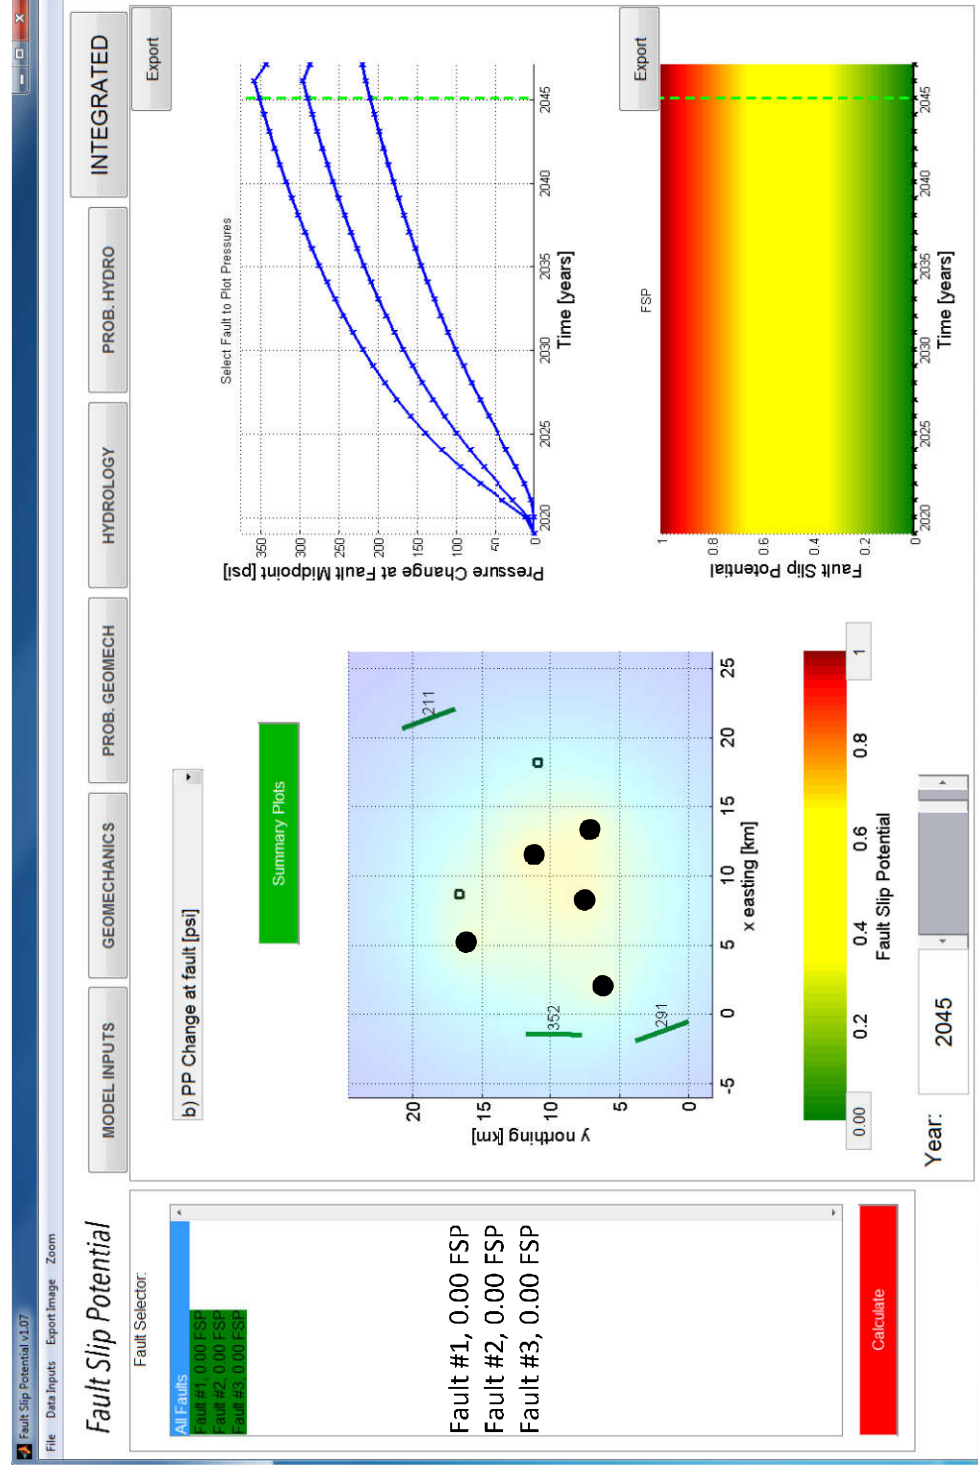 Fault Slip Potential v1.07
File Data Inputs Export Image Zoom
Fault Slip Potential
MODEL INPUTS
GEOMECHANICS
PROB. GEOMECH
HYDROLOGY
PROB. HYDRO
INTEGRATED
Fault Selector:
All Faults
Fault #1, 0.00 FSP
Fault #2, 0.00 FSP
Fault #3, 0.00 FSP
Fault #1, 0.00 FSP
Fault #2, 0.00 FSP
Fault #3, 0.00 FSP
Calculate
b) PP Change at fault [psi]
Summary Plots
y northing [km]
20
15
10
5
0
352
291
211
-5 0 5 10 15 20 25
x easting [km]
0.00 0.2 0.4 0.6 0.8 1
Fault Slip Potential
Year: 2045
Export
Select Fault to Plot Pressures
Pressure Change at Fault Midpoint [psi]
350
300
250
200
150
100
50
0
2020 2025 2030 2035 2040 2045
Time [years]
Export
FSP
Fault Slip Potential
1
0.8
0.6
0.4
0.2
0
2020 2025 2030 2035 2040 2045
Time [years]